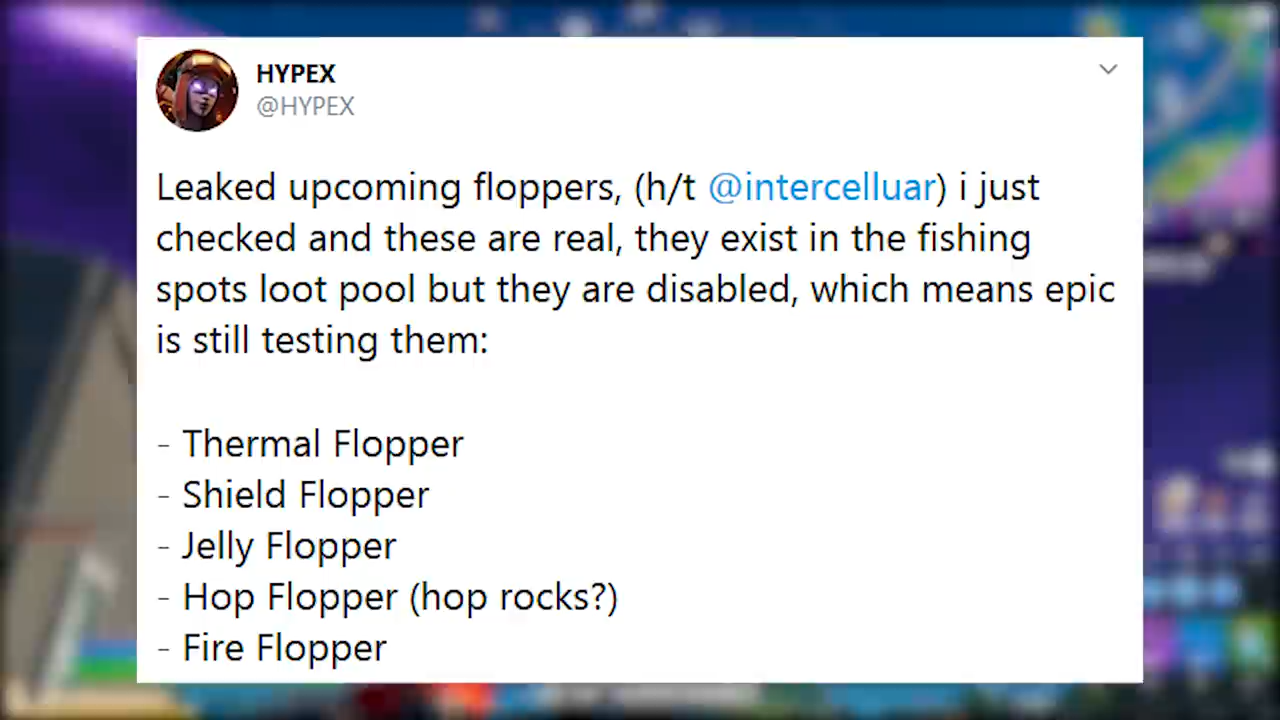 HYPEX
@HYPEX
Leaked upcoming floppers, (h/t @intercelluar) i just
checked and these are real, they exist in the fishing
spots loot pool but they are disabled, which means epic
is still testing them:
- Thermal Flopper
- Shield Flopper
- Jelly Flopper
- Hop Flopper (hop rocks?)
- Fire Flopper